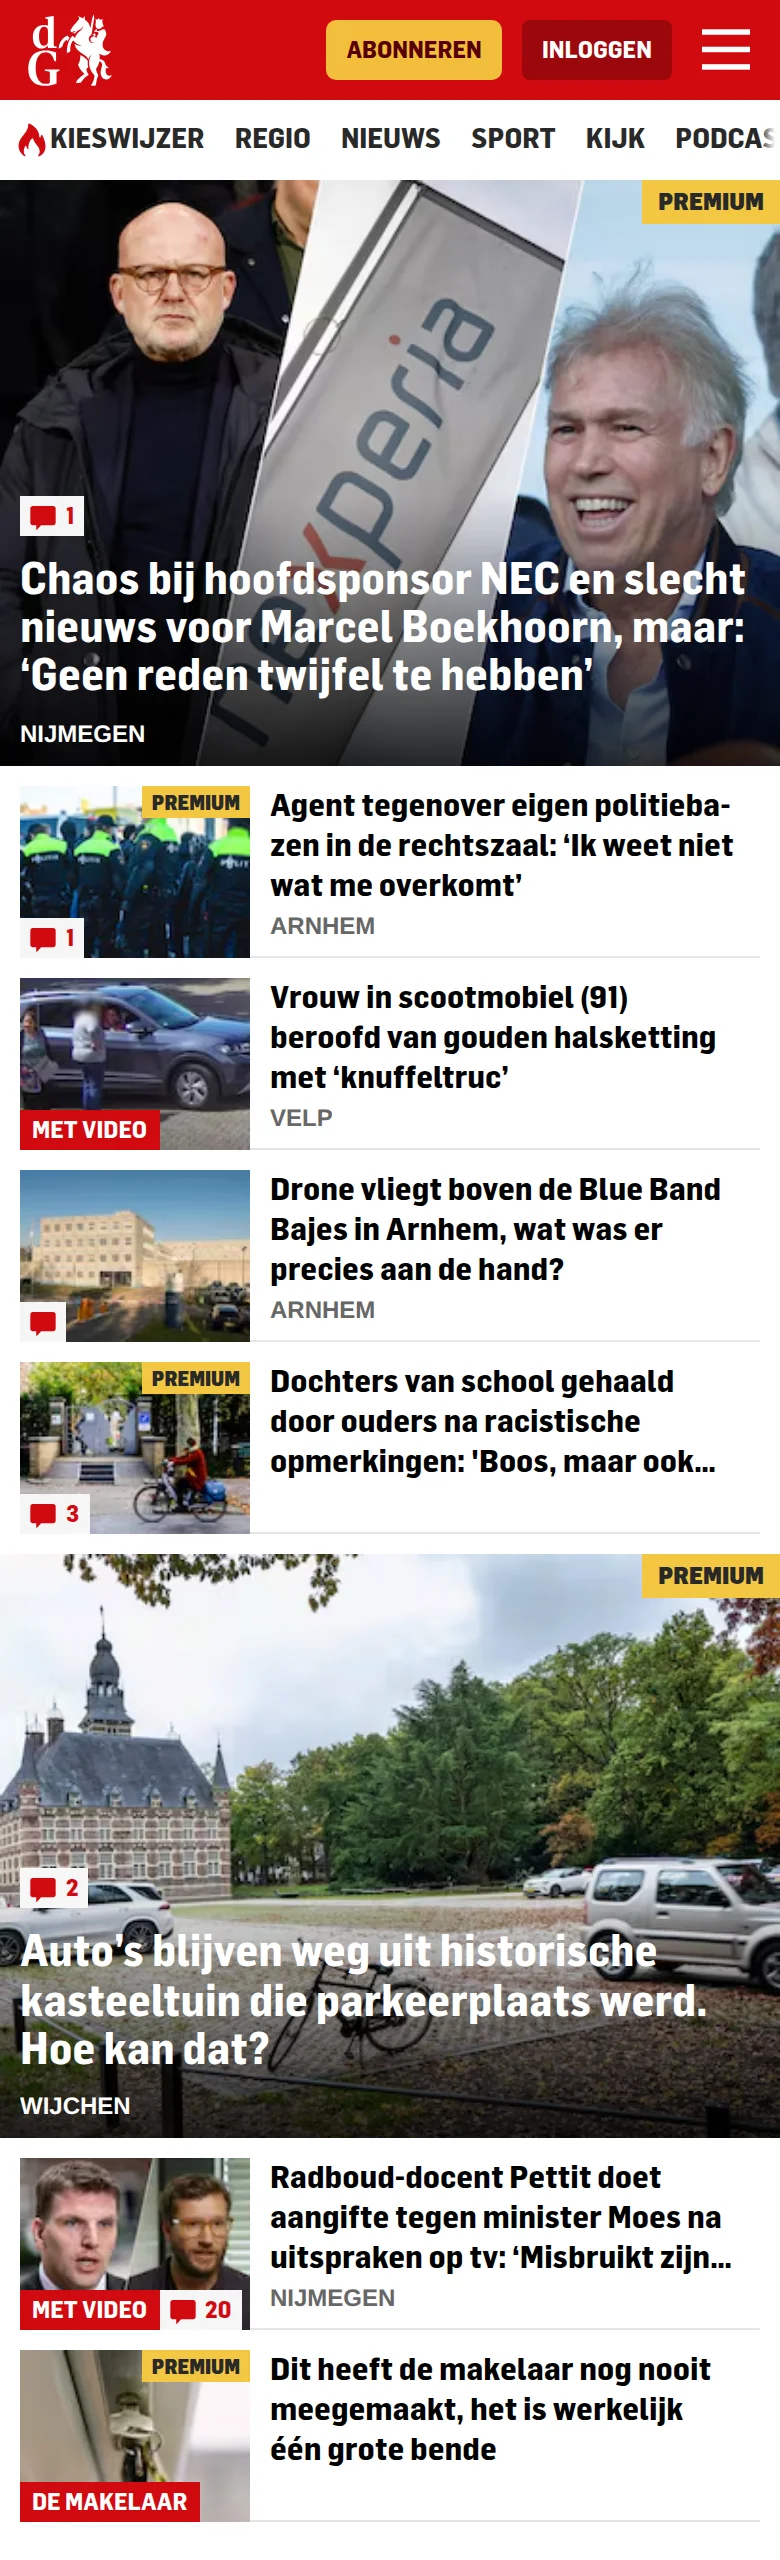 dG
ABONNEREN
INLOGGEN
KIESWIJZER REGIO NIEUWS SPORT KIJK PODCAS
PREMIUM
nexperia
1
Chaos bij hoofdsponsor NEC en slecht
nieuws voor Marcel Boekhoorn, maar:
‘Geen reden twijfel te hebben’
NIJMEGEN
PREMIUM
1
Agent tegenover eigen politieba-
zen in de rechtszaal: ‘Ik weet niet
wat me overkomt’
ARNHEM
MET VIDEO
Vrouw in scootmobiel (91)
beroofd van gouden halsketting
met ‘knuffeltruc’
VELP
Drone vliegt boven de Blue Band
Bajes in Arnhem, wat was er
precies aan de hand?
ARNHEM
PREMIUM
3
Dochters van school gehaald
door ouders na racistische
opmerkingen: 'Boos, maar ook...
PREMIUM
2
Auto’s blijven weg uit historische
kasteeltuin die parkeerplaats werd.
Hoe kan dat?
WIJCHEN
MET VIDEO
20
Radboud-docent Pettit doet
aangifte tegen minister Moes na
uitspraken op tv: ‘Misbruikt zijn...
NIJMEGEN
PREMIUM
DE MAKELAAR
Dit heeft de makelaar nog nooit
meegemaakt, het is werkelijk
één grote bende